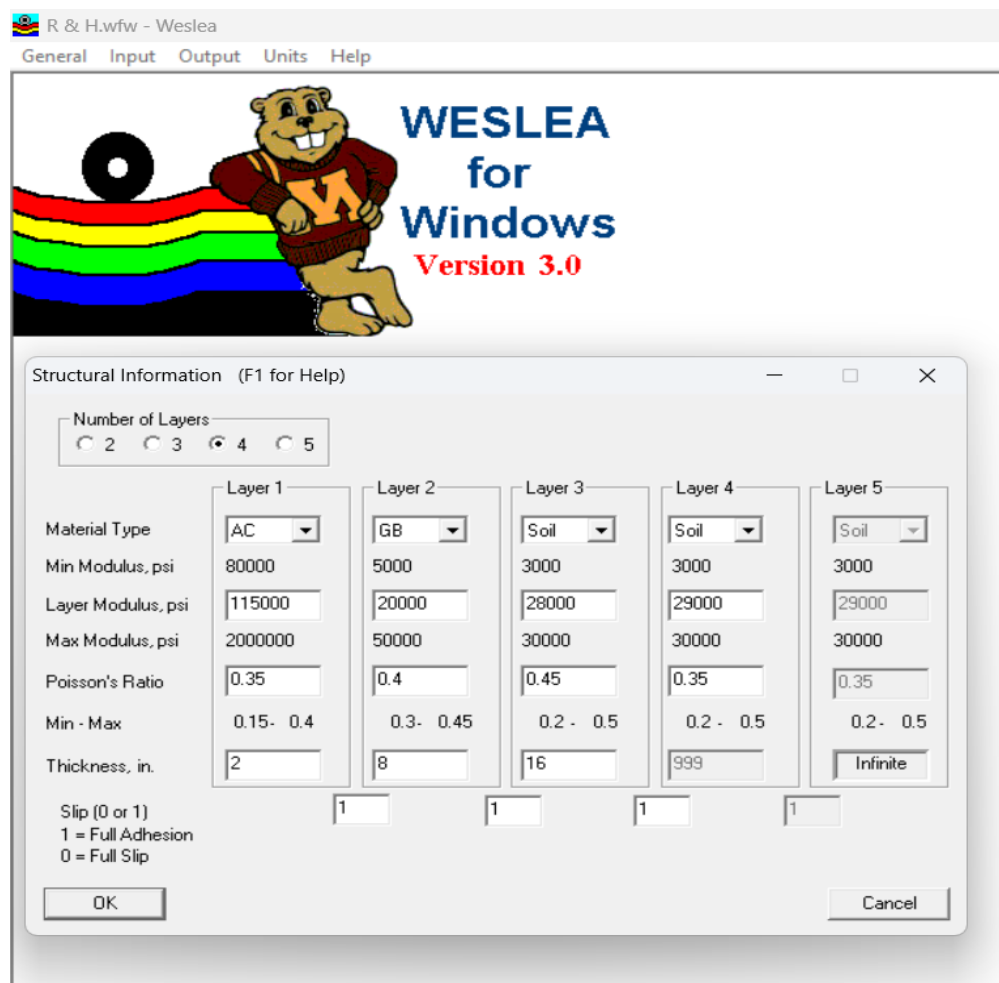 R & H.wfw - Weslea
General Input Output Units Help
WESLEA
for
Windows
Version 3.0
M
Structural Information (F1 for Help)
Number of Layers
2 3 4 5
Layer 1 Layer 2 Layer 3 Layer 4 Layer 5
Material Type AC GB Soil Soil Soil
Min Modulus, psi 80000 5000 3000 3000 3000
Layer Modulus, psi 115000 20000 28000 29000 29000
Max Modulus, psi 2000000 50000 30000 30000 30000
Poisson's Ratio 0.35 0.4 0.45 0.35 0.35
Min - Max 0.15- 0.4 0.3- 0.45 0.2 - 0.5 0.2 - 0.5 0.2- 0.5
Thickness, in. 2 8 16 999 Infinite
Slip (0 or 1) 1 1 1 1
1 = Full Adhesion
0 = Full Slip
OK Cancel